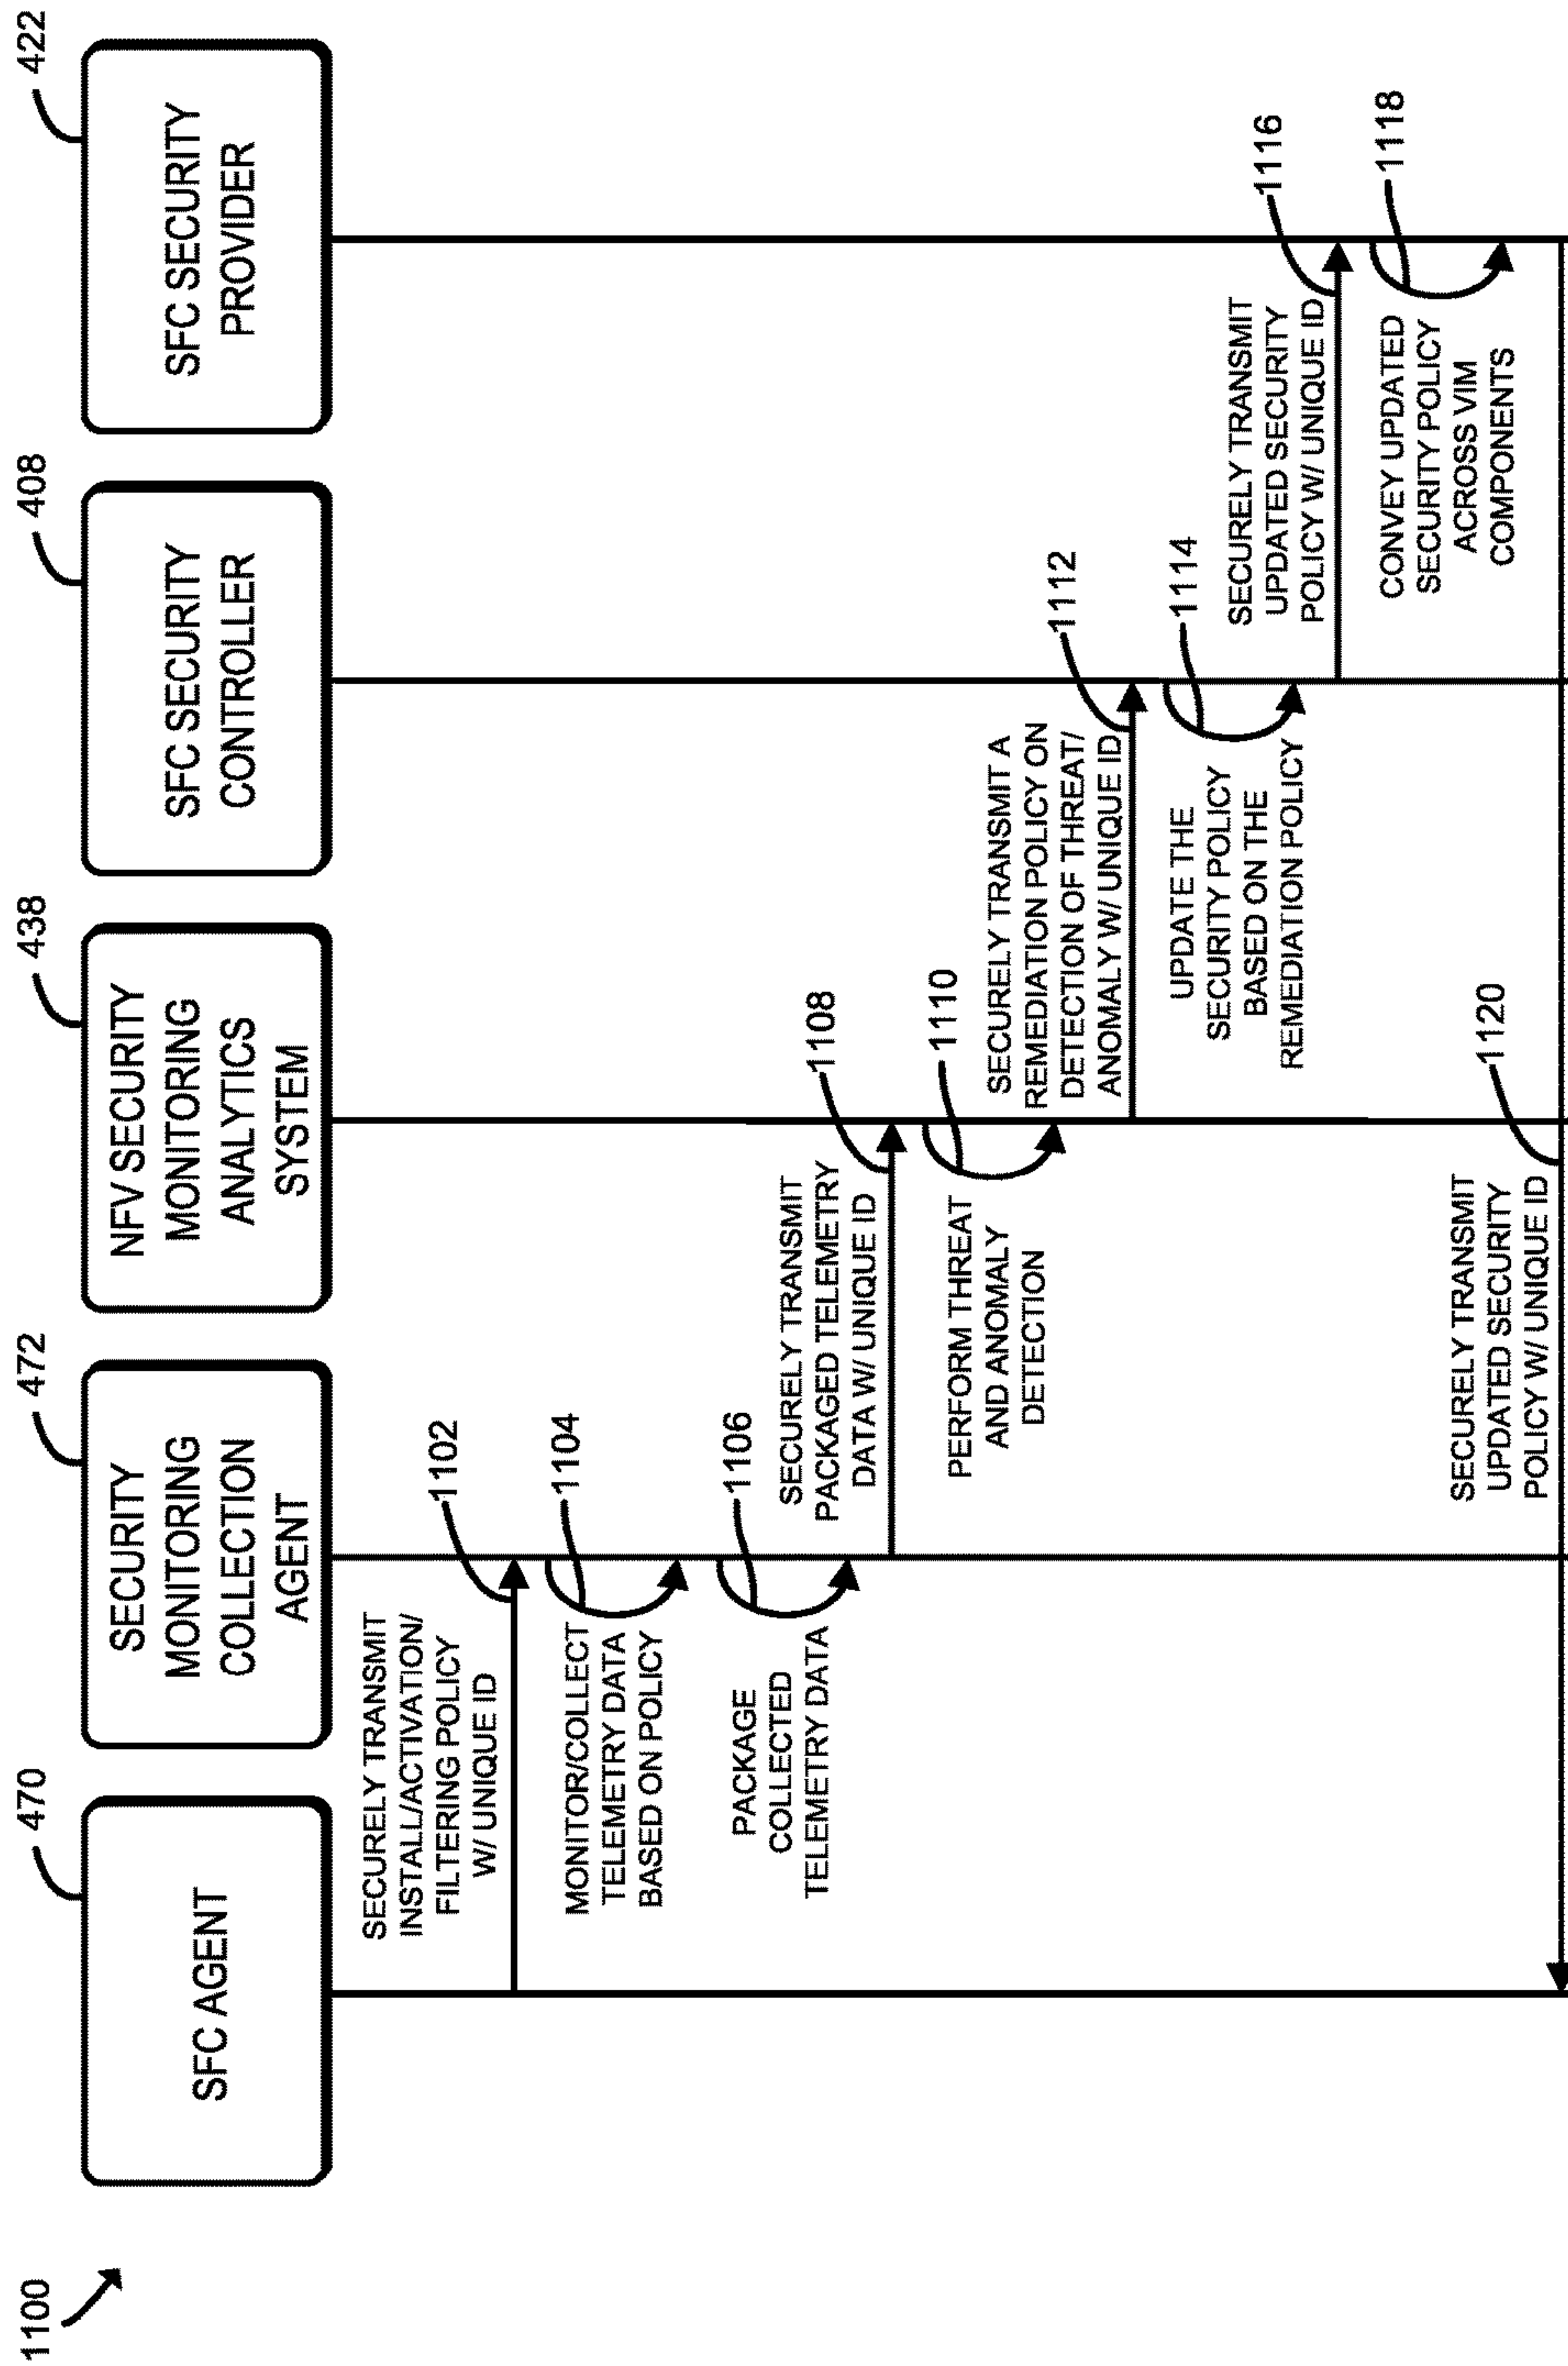 1100
470
SFC AGENT
472
SECURITY
MONITORING
COLLECTION
AGENT
438
NFV SECURITY
MONITORING
ANALYTICS
SYSTEM
408
SFC SECURITY
CONTROLLER
422
SFC SECURITY
PROVIDER
SECURELY TRANSMIT
INSTALL/ACTIVATION/
FILTERING POLICY
W/ UNIQUE ID
1102
MONITOR/COLLECT
TELEMETRY DATA
BASED ON POLICY
1104
PACKAGE
COLLECTED
TELEMETRY DATA
1106
SECURELY TRANSMIT
PACKAGED TELEMETRY
DATA W/ UNIQUE ID
1108
PERFORM THREAT
AND ANOMALY
DETECTION
1110
SECURELY TRANSMIT A
REMEDIATION POLICY ON
DETECTION OF THREAT/
ANOMALY W/ UNIQUE ID
1112
UPDATE THE
SECURITY POLICY
BASED ON THE
REMEDIATION POLICY
1114
SECURELY TRANSMIT
UPDATED SECURITY
POLICY W/ UNIQUE ID
1116
CONVEY UPDATED
SECURITY POLICY
ACROSS VIM
COMPONENTS
1118
SECURELY TRANSMIT
UPDATED SECURITY
POLICY W/ UNIQUE ID
1120